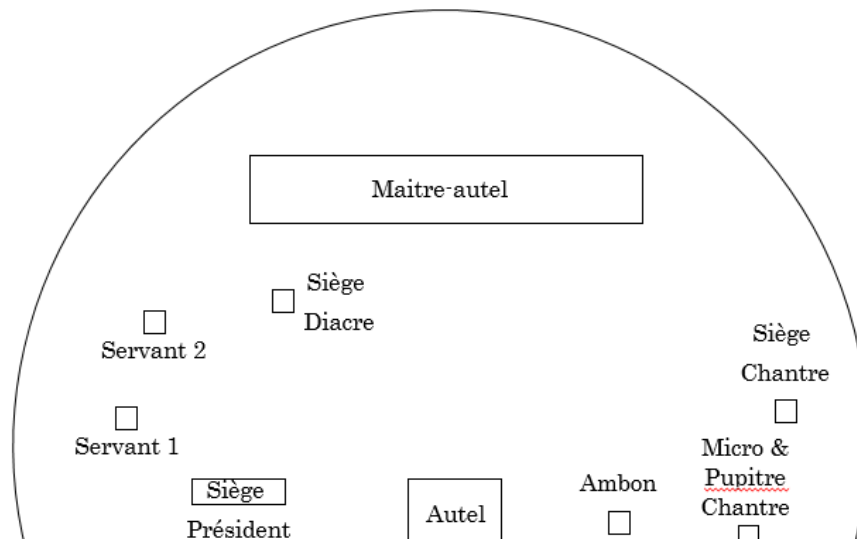 Maitre-autel
Siège
Diacre
Servant 2
Siège
Chantre
Servant 1
Micro &
Pupitre
Chantre
Siège
Président
Autel
Ambon